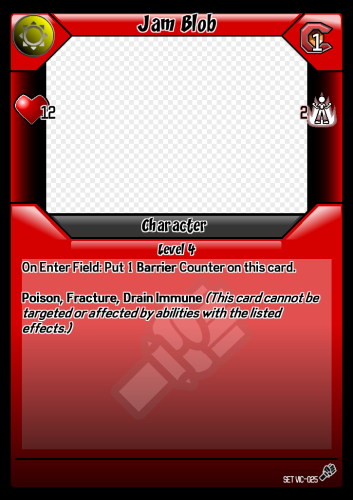 Jam Blob
1
12
2
Character
Level 4
On Enter Field: Put 1 Barrier Counter on this card.
Poison, Fracture, Drain Immune (This card cannot be
targeted or affected by abilities with the listed
effects.)
SET VIC-025